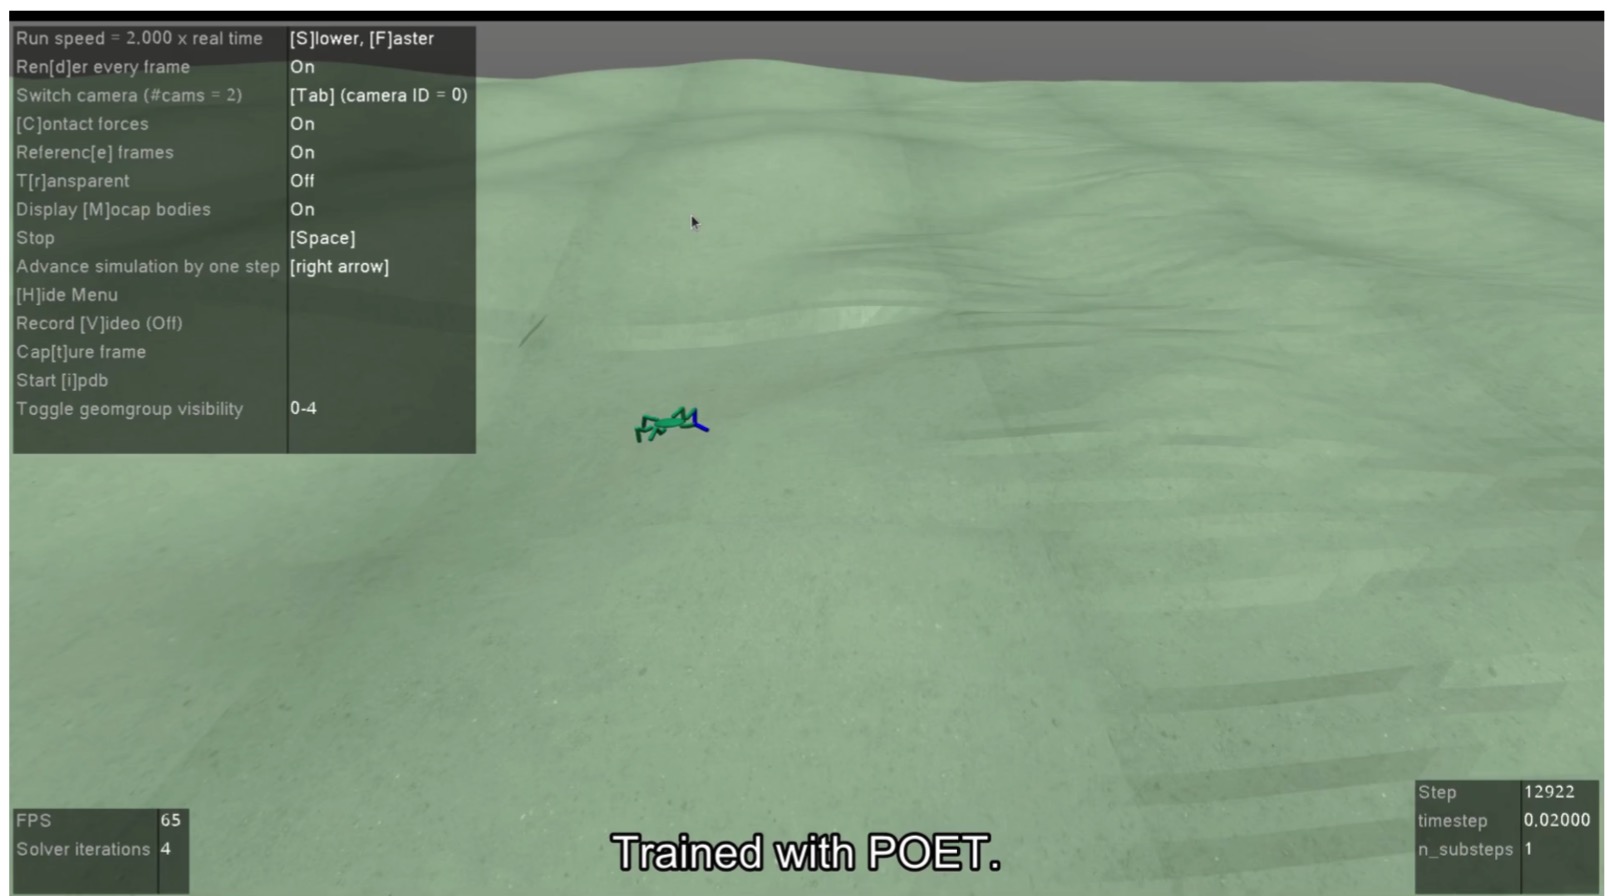 Run speed = 2.000 x real time [S]lower, [F]aster
Ren[d]er every frame On
Switch camera (#cams = 2) [Tab] (camera ID = 0)
[C]ontact forces On
Referenc[e] frames On
T[r]ansparent Off
Display [M]ocap bodies On
Stop [Space]
Advance simulation by one step [right arrow]
[H]ide Menu
Record [V]ideo (Off)
Cap[t]ure frame
Start [i]pdb
Toggle geomgroup visibility 0-4
FPS 65
Solver iterations 4
Trained with POET.
Step 12922
timestep 0.02000
n_substeps 1